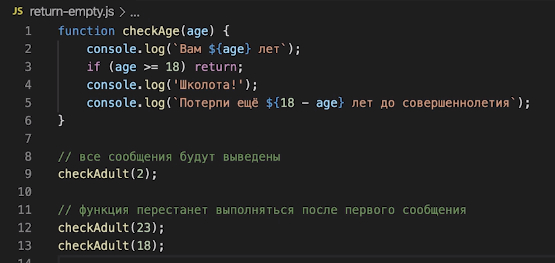 JS return-empty.js > ...
1 function checkAge(age) {
2 console.log(`Вам ${age} лет`);
3 if (age >= 18) return;
4 console.log('Школота!');
5 console.log(`Потерпи ещё ${18 - age} лет до совершеннолетия`);
6 }
7
8 // все сообщения будут выведены
9 checkAdult(2);
10
11 // функция перестанет выполняться после первого сообщения
12 checkAdult(23);
13 checkAdult(18);
14